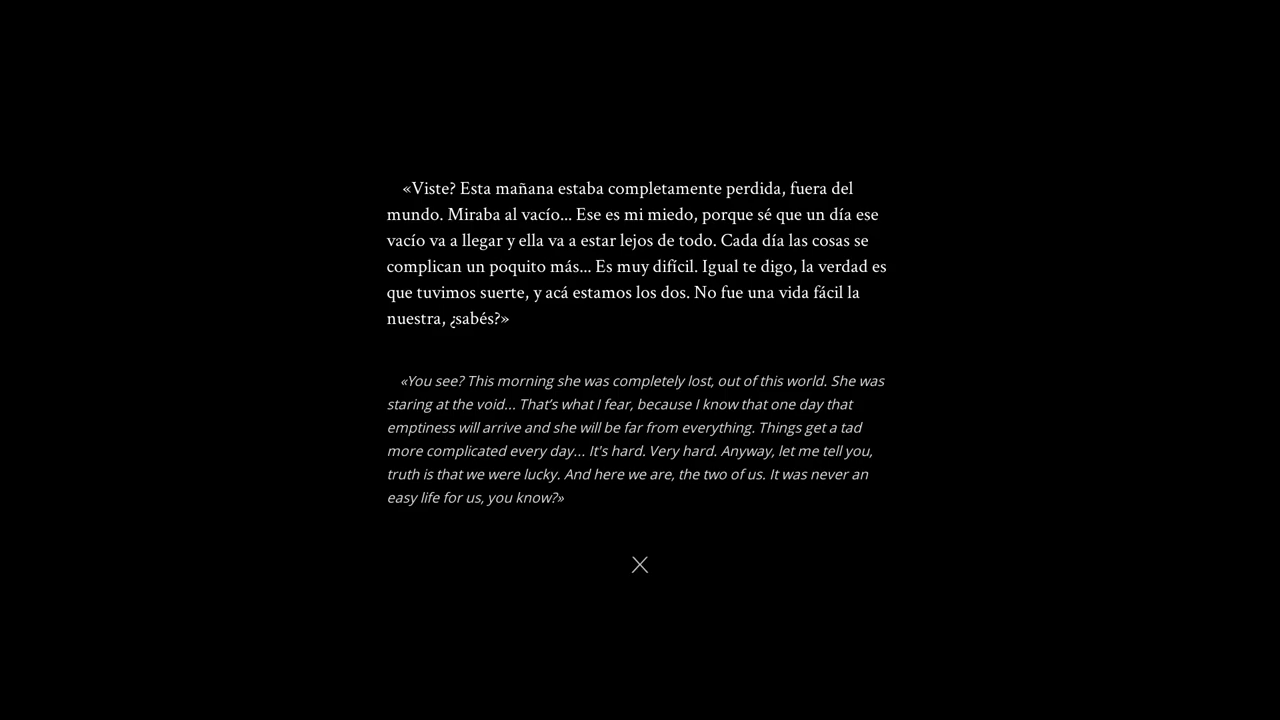 «Viste? Esta mañana estaba completamente perdida, fuera del
mundo. Miraba al vacío... Ese es mi miedo, porque sé que un día ese
vacío va a llegar y ella va a estar lejos de todo. Cada día las cosas se
complican un poquito más... Es muy difícil. Igual te digo, la verdad es
que tuvimos suerte, y acá estamos los dos. No fue una vida fácil la
nuestra, ¿sabés?»
«You see? This morning she was completely lost, out of this world. She was
staring at the void... That’s what I fear, because I know that one day that
emptiness will arrive and she will be far from everything. Things get a tad
more complicated every day... It's hard. Very hard. Anyway, let me tell you,
truth is that we were lucky. And here we are, the two of us. It was never an
easy life for us, you know?»